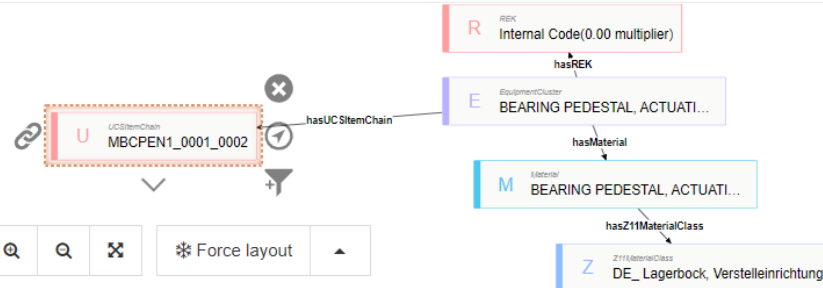 R
REK
Internal Code(0.00 multiplier)
hasREK
E
EquipmentCluster
BEARING PEDESTAL, ACTUATI...
hasUCSItemChain
U
UCSItemChain
MBCPEN1_0001_0002
hasMaterial
M
Material
BEARING PEDESTAL, ACTUATI...
hasZ11MaterialClass
Force layout
Z
Z11MaterialClass
DE_ Lagerbock, Verstelleinrichtung